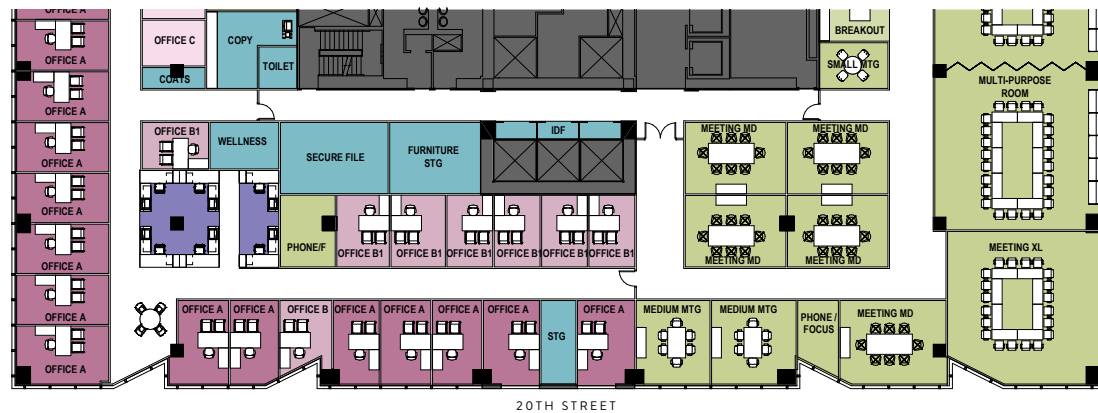 OFFICE A
OFFICE C
COPY
BREAKOUT
OFFICE A
TOILET
SMALL MTG
COATS
MULTI-PURPOSE
ROOM
OFFICE A
OFFICE B1
WELLNESS
IDF
MEETING MD
MEETING MD
SECURE FILE
FURNITURE
STG
OFFICE A
OFFICE A
PHONE/F
OFFICE B1
OFFICE B1
OFFICE B1
OFFICE B1
OFFICE B1
OFFICE B1
MEETING MD
MEETING MD
MEETING XL
OFFICE A
OFFICE A
OFFICE A
OFFICE A
OFFICE B
OFFICE A
OFFICE A
OFFICE A
OFFICE A
OFFICE A
MEDIUM MTG
MEDIUM MTG
PHONE /
FOCUS
MEETING MD
STG
OFFICE A
20TH STREET